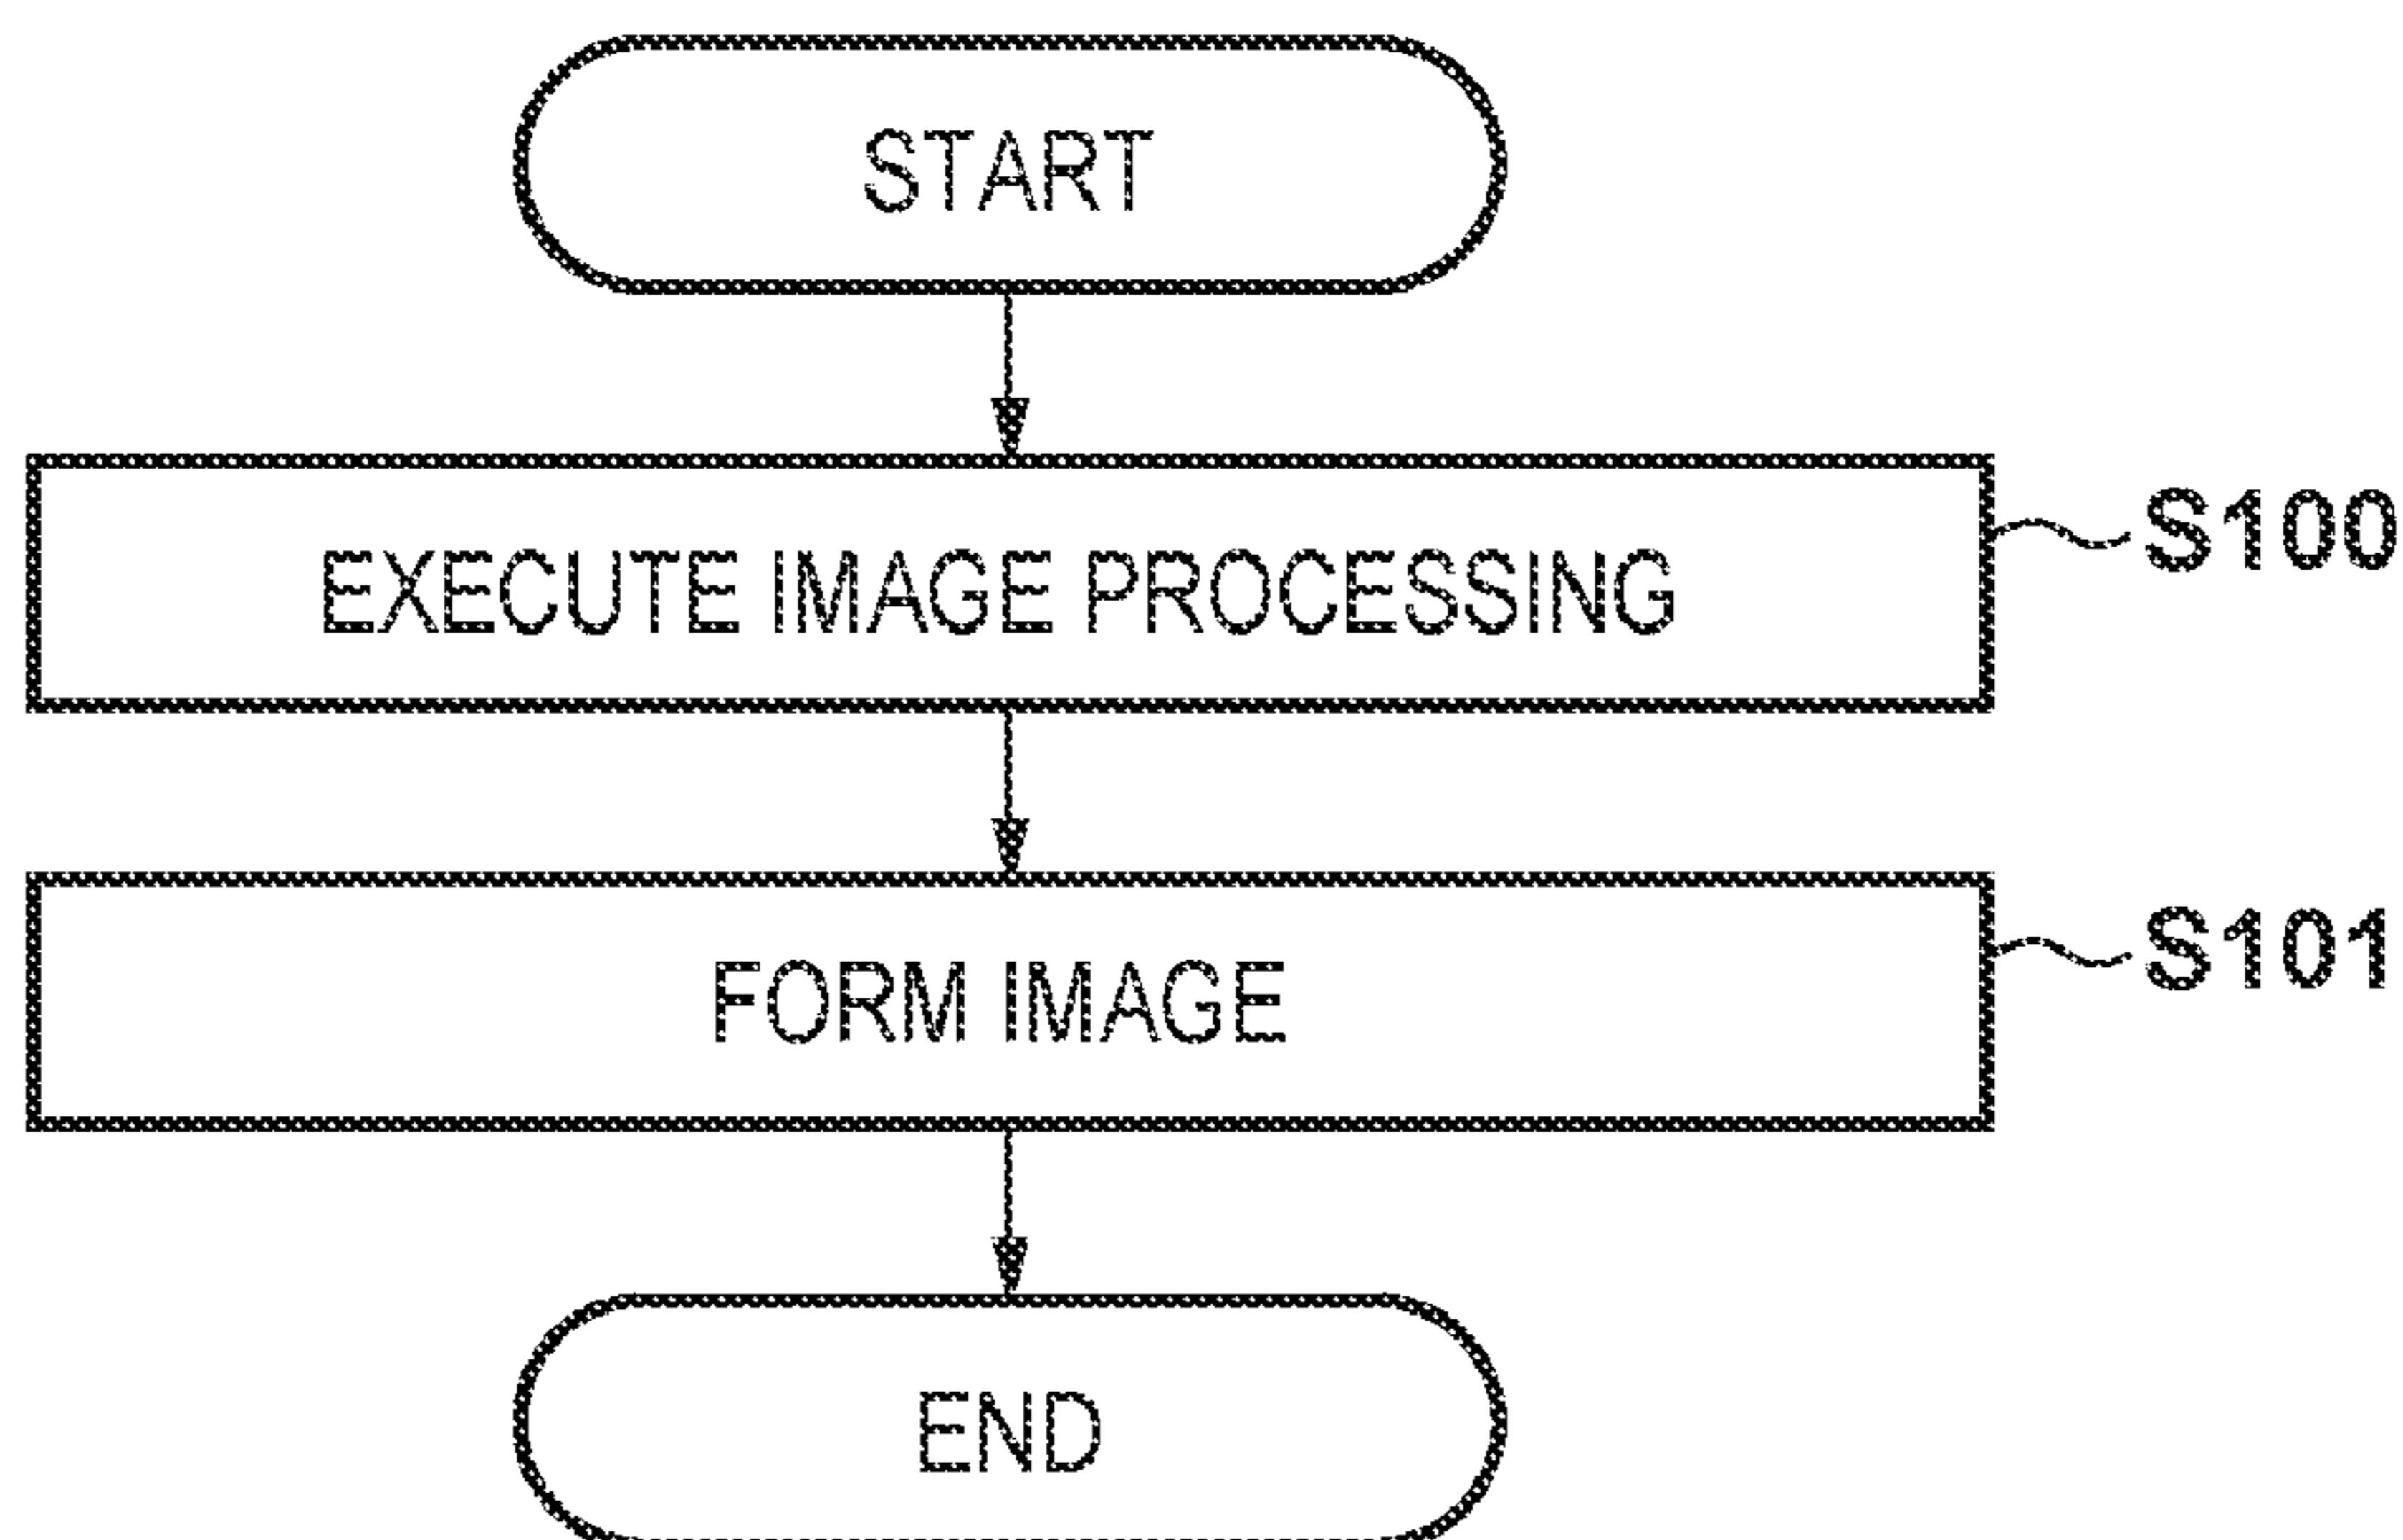 START
EXECUTE IMAGE PROCESSING
S100
FORM IMAGE
S101
END